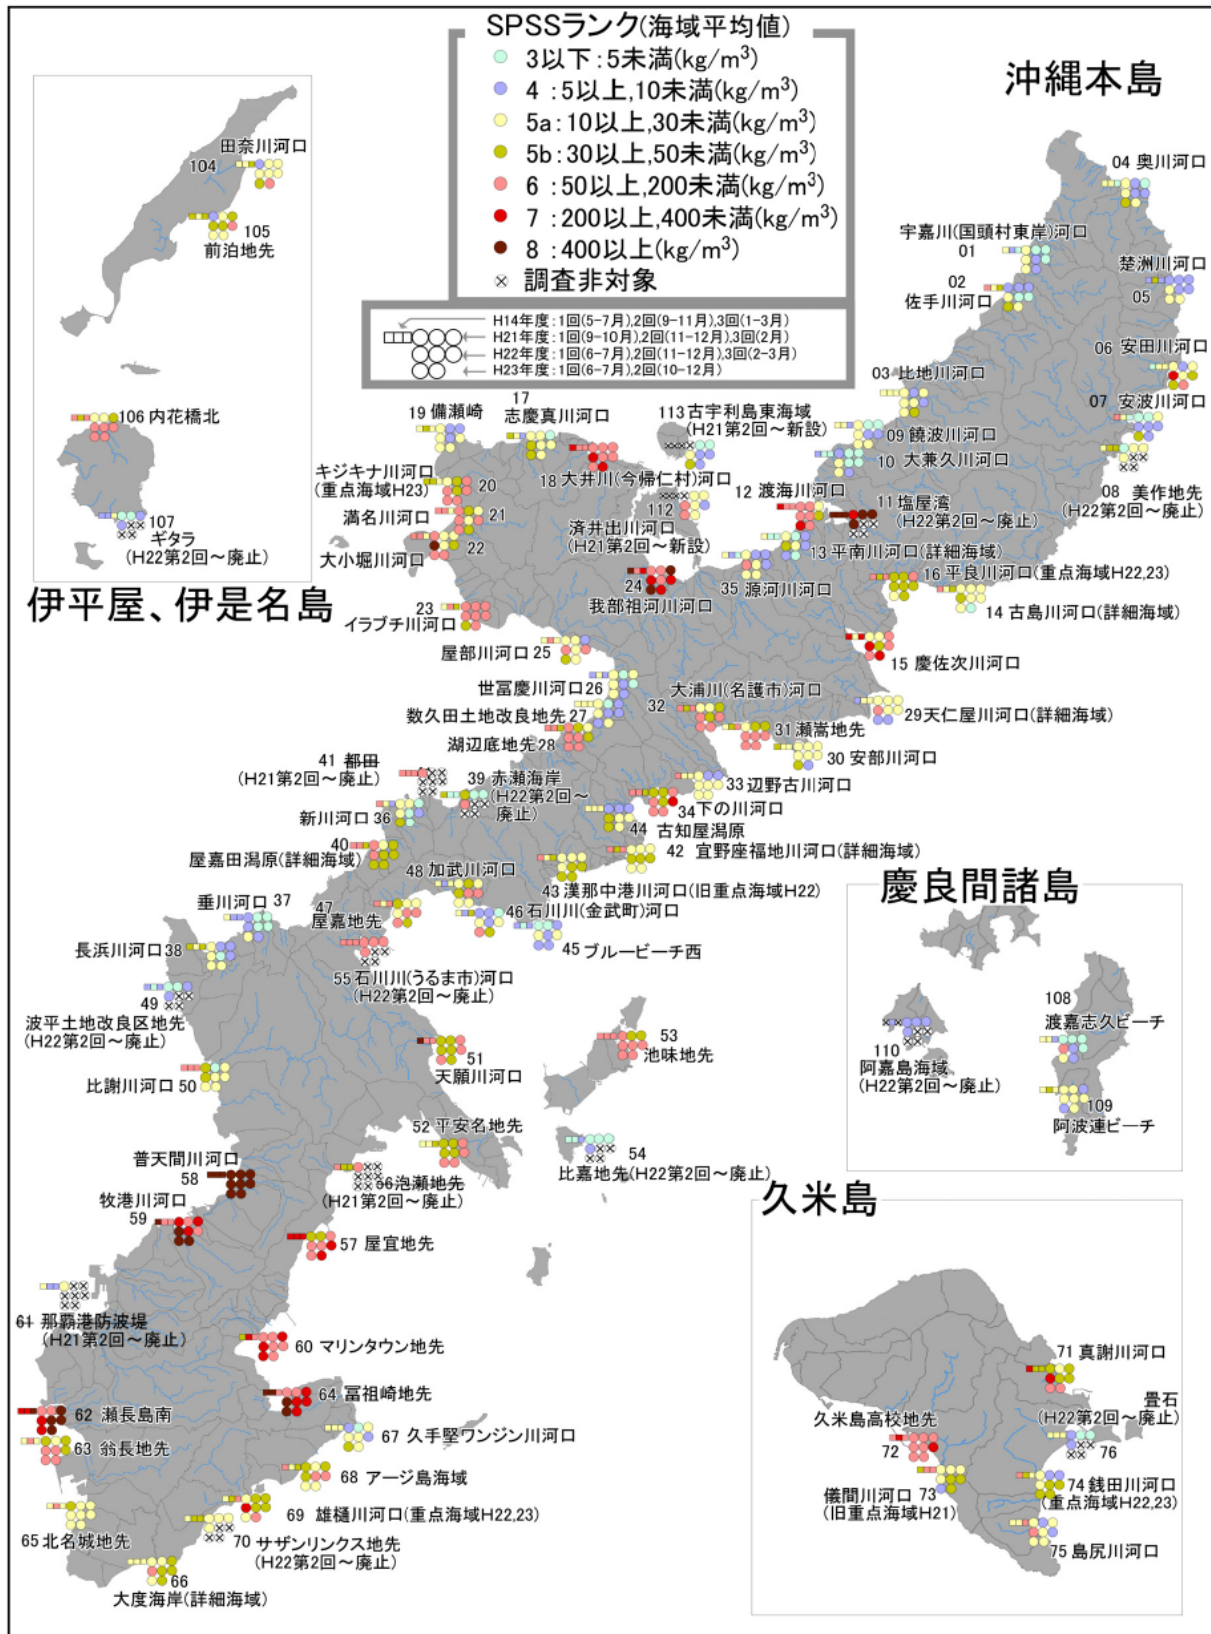 SPSSランク(海域平均値)
3以下:5未満(kg/m³)
4 :5以上,10未満(kg/m³)
5a:10以上,30未満(kg/m³)
5b:30以上,50未満(kg/m³)
6 :50以上,200未満(kg/m³)
7 :200以上,400未満(kg/m³)
8 :400以上(kg/m³)
調査非対象
H14年度:1回(5-7月),2回(9-11月),3回(1-3月)
H21年度:1回(9-10月),2回(11-12月),3回(2月)
H22年度:1回(6-7月),2回(11-12月),3回(2-3月)
H23年度:1回(6-7月),2回(10-12月)
沖縄本島
田奈川河口
104
105
前泊地先
106 内花橋北
107
ギタラ
(H22第2回～廃止)
伊平屋、伊是名島
04 奥川河口
宇嘉川(国頭村東岸)河口
01
楚洲川河口
05
02
佐手川河口
06 安田川河口
03 比地川河口
07 安波川河口
09 饒波川河口
10 大兼久川河口
08 美作地先
(H22第2回～廃止)
17
志慶真川河口
19 備瀬崎
113 古宇利島東海域
(H21第2回～新設)
18 大井川(今帰仁村)河口
キジキナ川河口
(重点海域H23)
20
満名川河口
21
22
大小堀川河口
12 渡海川河口
11 塩屋湾
(H22第2回～廃止)
112
済井出川河口
(H21第2回～新設)
13 平南川河口(詳細海域)
35 源河川河口
24
我部祖河川河口
16 平良川河口(重点海域H22,23)
14 古島川河口(詳細海域)
23
イラブチ川河口
15 慶佐次川河口
屋部川河口 25
世冨慶川河口 26
数久田土地改良地先 27
湖辺底地先 28
大浦川(名護市)河口
32
29 天仁屋川河口(詳細海域)
31 瀬嵩地先
30 安部川河口
33 辺野古川河口
34 下の川河口
41 都田
(H21第2回～廃止)
39 赤瀬海岸
(H22第2回～
廃止)
新川河口 36
44 古知屋潟原
42 宜野座福地川河口(詳細海域)
40
屋嘉田潟原(詳細海域)
48 加武川河口
43 漢那中港川河口(旧重点海域H22)
47
屋嘉地先
46 石川川(金武町)河口
45 ブルービーチ西
垂川河口 37
長浜川河口 38
55 石川川(うるま市)河口
(H22第2回～廃止)
49
波平土地改良区地先
(H22第2回～廃止)
51
天願川河口
53
池味地先
比謝川河口
50
52 平安名地先
54
比嘉地先(H22第2回～廃止)
56 泡瀬地先
(H21第2回～廃止)
普天間川河口
58
牧港川河口
59
57 屋宜地先
61 那覇港防波堤
(H21第2回～廃止)
60 マリンタウン地先
64 冨祖崎地先
62 瀬長島南
63 翁長地先
67 久手堅ワンジン川河口
68 アージ島海域
69 雄樋川河口(重点海域H22,23)
65 北名城地先
70 サザンリンクス地先
(H22第2回～廃止)
66
大度海岸(詳細海域)
慶良間諸島
108
渡嘉志久ビーチ
110
阿嘉島海域
(H22第2回～廃止)
109
阿波連ビーチ
久米島
71 真謝川河口
畳石
(H22第2回～廃止)
76
久米島高校地先
72
儀間川河口 73
(旧重点海域H21)
74 銭田川河口
(重点海域H22,23)
75 島尻川河口